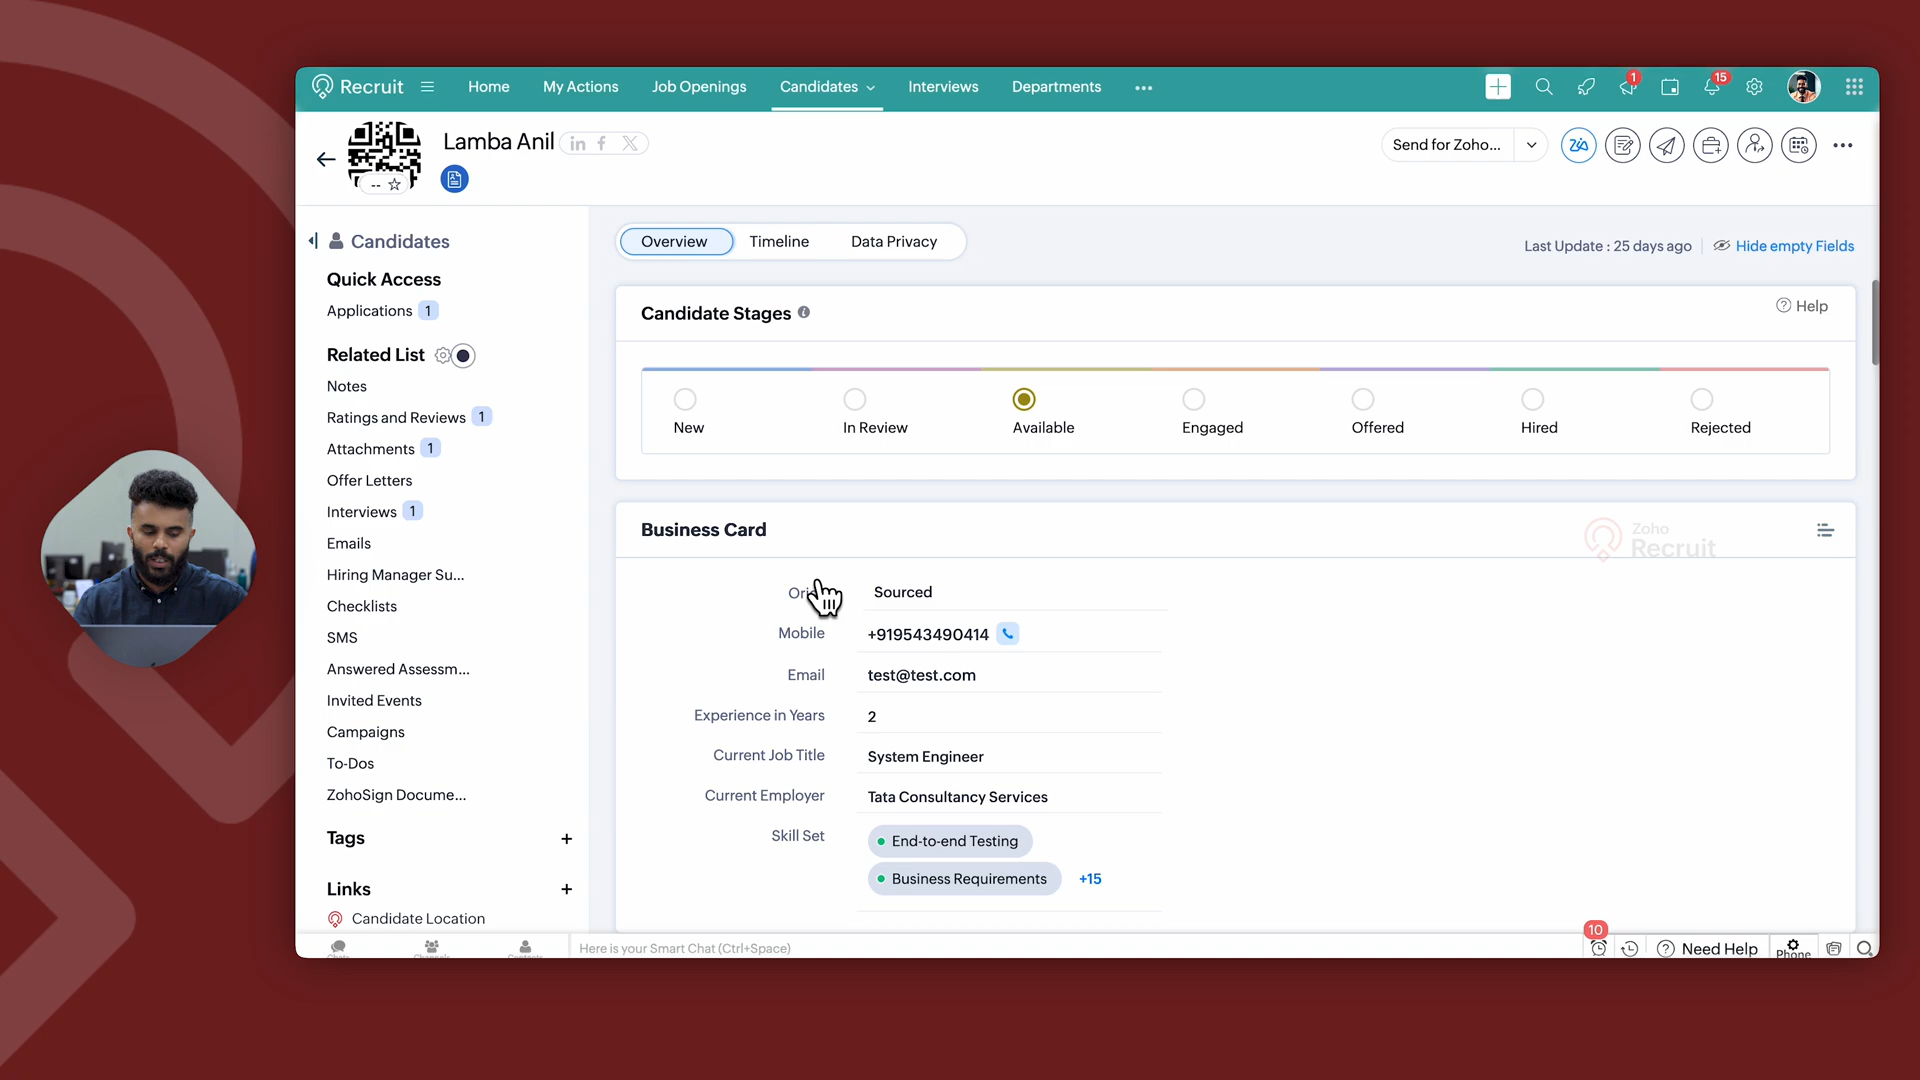 Recruit
Home
My Actions
Job Openings
Candidates
Interviews
Departments
1
15
Lamba Anil
Send for Zoho...
--
Candidates
Quick Access
Applications 1
Related List
Notes
Ratings and Reviews 1
Attachments 1
Offer Letters
Interviews 1
Emails
Hiring Manager Su...
Checklists
SMS
Answered Assessm...
Invited Events
Campaigns
To-Dos
ZohoSign Docume...
Tags +
Links +
Candidate Location
Overview
Timeline
Data Privacy
Last Update : 25 days ago
Hide empty Fields
Candidate Stages
Help
New
In Review
Available
Engaged
Offered
Hired
Rejected
Business Card
Zoho
Recruit
Sourced
Mobile
+919543490414
Email
test@test.com
Experience in Years
2
Current Job Title
System Engineer
Current Employer
Tata Consultancy Services
Skill Set
End-to-end Testing
Business Requirements
+15
Here is your Smart Chat (Ctrl+Space)
10
Need Help
Phone